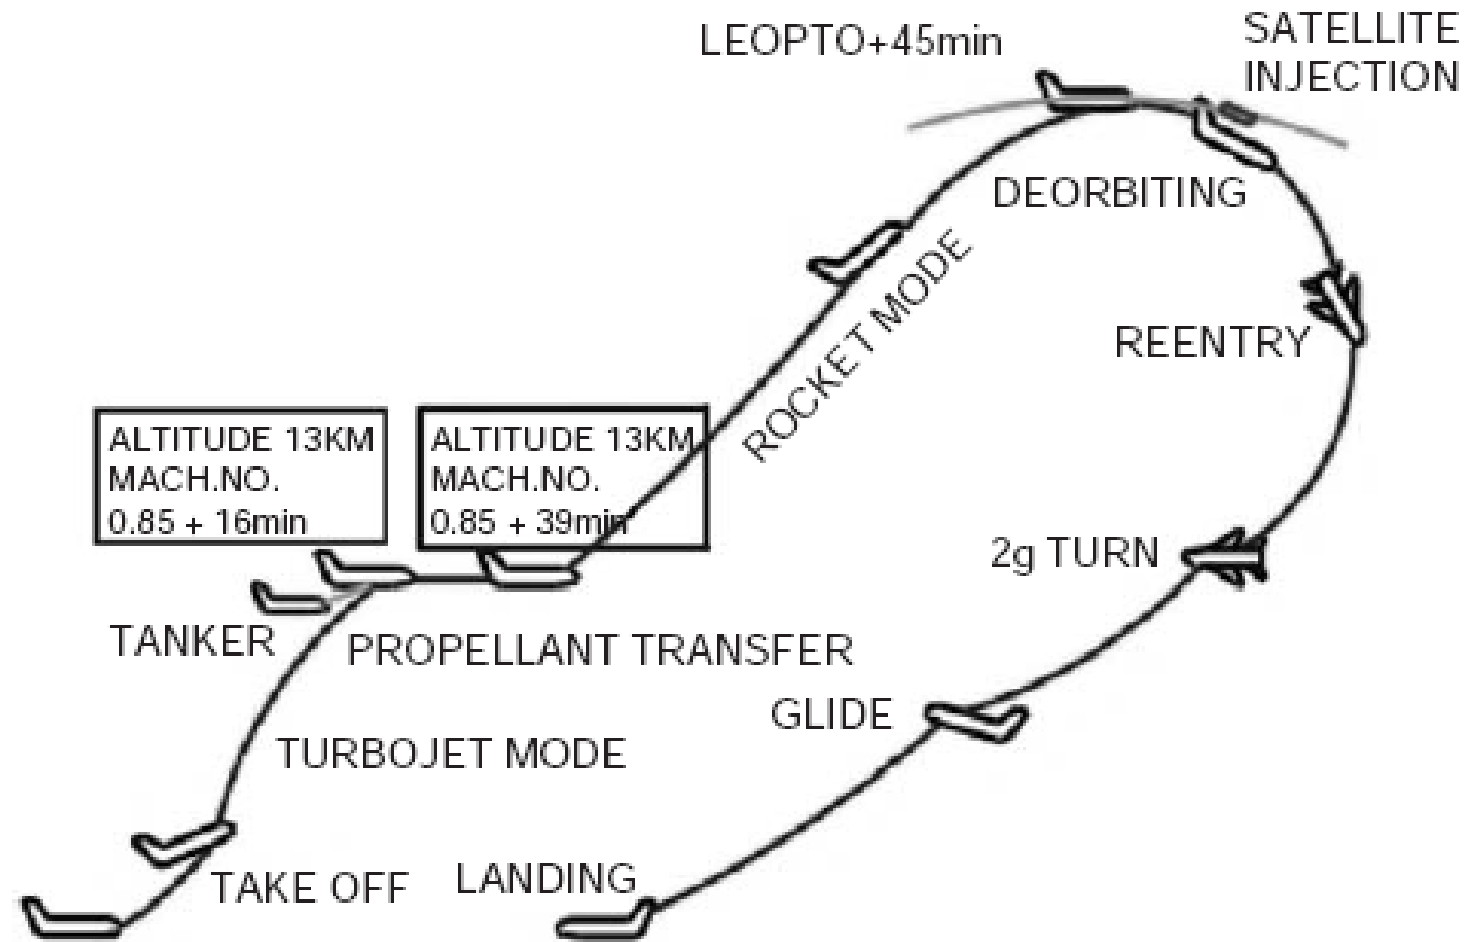 LEOPTO+45min
SATELLITE
INJECTION
DEORBITING
ROCKET MODE
REENTRY
ALTITUDE 13KM
MACH.NO.
0.85 + 16min
ALTITUDE 13KM
MACH.NO.
0.85 + 39min
2g TURN
TANKER
PROPELLANT TRANSFER
GLIDE
TURBOJET MODE
TAKE OFF
LANDING